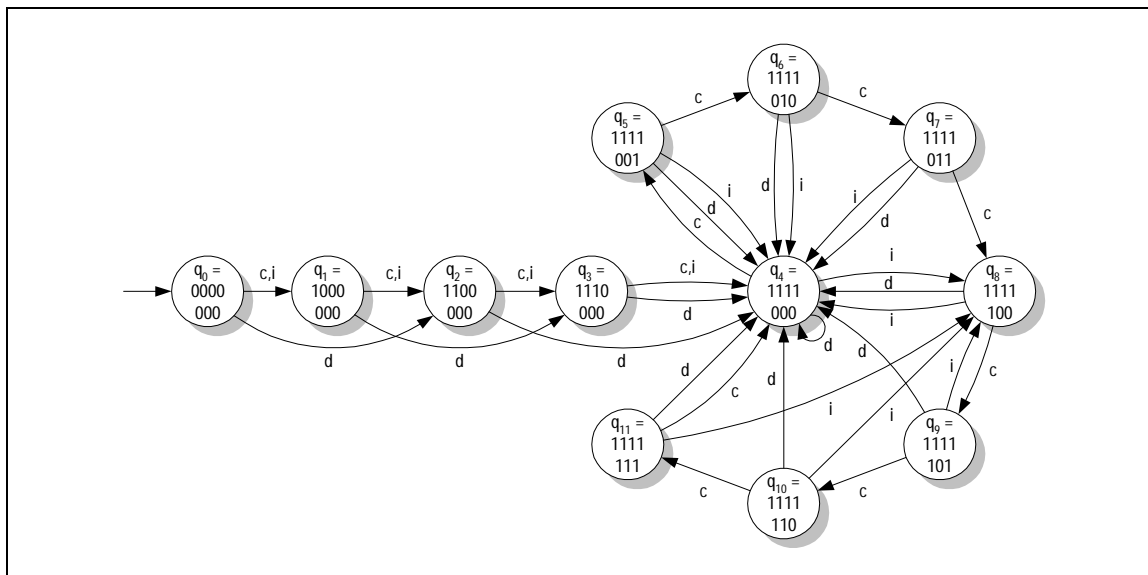 q6 =
1111
010
c
c
q5 =
1111
001
q7 =
1111
011
i
d
c
d
i
i
d
c
q0 =
0000
000
c,i
q1 =
1000
000
c,i
q2 =
1100
000
c,i
q3 =
1110
000
c,i
d
q4 =
1111
000
i
d
i
q8 =
1111
100
d
d
d
d
d
c
d
d
i
c
i
i
q11 =
1111
111
q9 =
1111
101
c
q10 =
1111
110
c